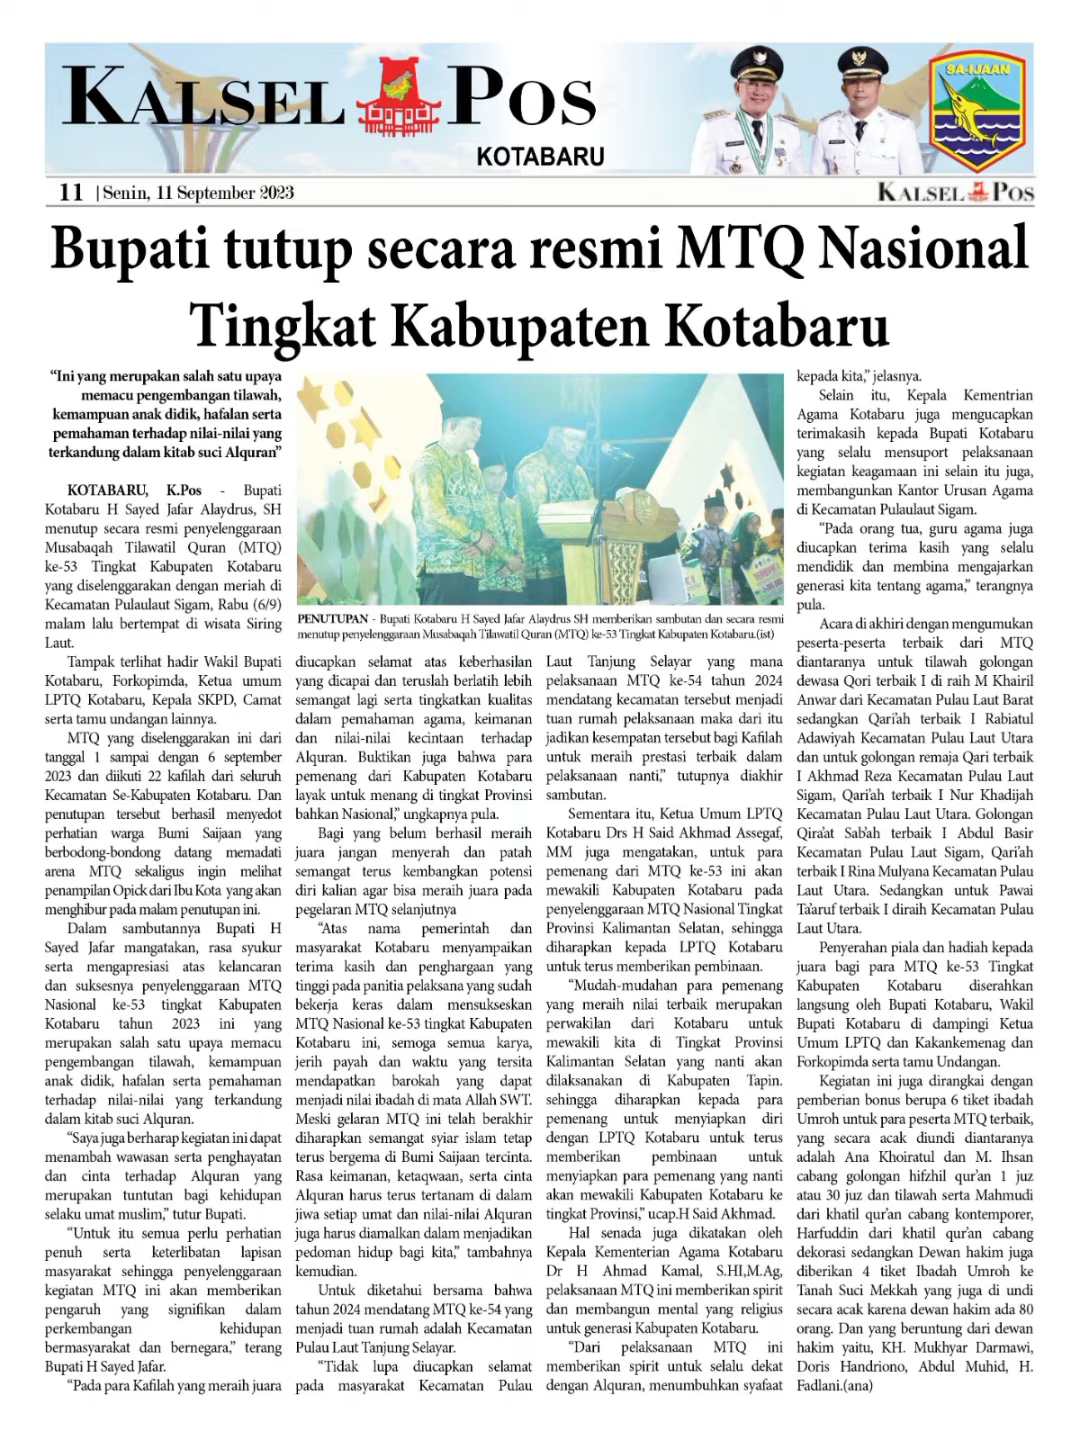 KALSEL POS
KOTABARU
SA-IJAAN
11 | Senin, 11 September 2023
KALSEL POS
Bupati tutup secara resmi MTQ Nasional
Tingkat Kabupaten Kotabaru
“Ini yang merupakan salah satu upaya
memacu pengembangan tilawah,
kemampuan anak didik, hafalan serta
pemahaman terhadap nilai-nilai yang
terkandung dalam kitab suci Alquran”
KOTABARU, K.Pos - Bupati
Kotabaru H Sayed Jafar Alaydrus, SH
menutup secara resmi penyelenggaraan
Musabaqah Tilawatil Quran (MTQ)
ke-53 Tingkat Kabupaten Kotabaru
yang diselenggarakan dengan meriah di
Kecamatan Pulaulaut Sigam, Rabu (6/9)
malam lalu bertempat di wisata Siring
Laut.
Tampak terlihat hadir Wakil Bupati
Kotabaru, Forkopimda, Ketua umum
LPTQ Kotabaru, Kepala SKPD, Camat
serta tamu undangan lainnya.
MTQ yang diselenggarakan ini dari
tanggal 1 sampai dengan 6 september
2023 dan diikuti 22 kafilah dari seluruh
Kecamatan Se-Kabupaten Kotabaru. Dan
penutupan tersebut berhasil menyedot
perhatian warga Bumi Saijaan yang
berbodong-bondong datang memadati
arena MTQ sekaligus ingin melihat
penampilan Opick dari Ibu Kota yang akan
menghibur pada malam penutupan ini.
Dalam sambutannya Bupati H
Sayed Jafar mangatakan, rasa syukur
serta mengapresiasi atas kelancaran
dan suksesnya penyelenggaraan MTQ
Nasional ke-53 tingkat Kabupaten
Kotabaru tahun 2023 ini yang
merupakan salah satu upaya memacu
pengembangan tilawah, kemampuan
anak didik, hafalan serta pemahaman
terhadap nilai-nilai yang terkandung
dalam kitab suci Alquran.
“Saya juga berharap kegiatan ini dapat
menambah wawasan serta penghayatan
dan cinta terhadap Alquran yang
merupakan tuntutan bagi kehidupan
selaku umat muslim,” tutur Bupati.
“Untuk itu semua perlu perhatian
penuh serta keterlibatan lapisan
masyarakat sehingga penyelenggaraan
kegiatan MTQ ini akan memberikan
pengaruh yang signifikan dalam
perkembangan kehidupan
bermasyarakat dan bernegara,” terang
Bupati H Sayed Jafar.
“Pada para Kafilah yang meraih juara
PENUTUPAN - Bupati Kotabaru H Sayed Jafar Alaydrus SH memberikan sambutan dan secara resmi
menutup penyelenggaraan Musabaqah Tilawatil Quran (MTQ) ke-53 Tingkat Kabupaten Kotabaru.(ist)
diucapkan selamat atas keberhasilan
yang dicapai dan teruslah berlatih lebih
semangat lagi serta tingkatkan kualitas
dalam pemahaman agama, keimanan
dan nilai-nilai kecintaan terhadap
Alquran. Buktikan juga bahwa para
pemenang dari Kabupaten Kotabaru
layak untuk menang di tingkat Provinsi
bahkan Nasional,” ungkapnya pula.
Bagi yang belum berhasil meraih
juara jangan menyerah dan patah
semangat terus kembangkan potensi
diri kalian agar bisa meraih juara pada
pegelaran MTQ selanjutnya
“Atas nama pemerintah dan
masyarakat Kotabaru menyampaikan
terima kasih dan penghargaan yang
tinggi pada panitia pelaksana yang sudah
bekerja keras dalam mensukseskan
MTQ Nasional ke-53 tingkat Kabupaten
Kotabaru ini, semoga semua karya,
jerih payah dan waktu yang tersita
mendapatkan barokah yang dapat
menjadi nilai ibadah di mata Allah SWT.
Meski gelaran MTQ ini telah berakhir
diharapkan semangat syiar islam tetap
terus bergema di Bumi Saijaan tercinta.
Rasa keimanan, ketaqwaan, serta cinta
Alquran harus terus tertanam di dalam
jiwa setiap umat dan nilai-nilai Alquran
juga harus diamalkan dalam menjadikan
pedoman hidup bagi kita,” tambahnya
kemudian.
Untuk diketahui bersama bahwa
tahun 2024 mendatang MTQ ke-54 yang
menjadi tuan rumah adalah Kecamatan
Pulau Laut Tanjung Selayar.
“Tidak lupa diucapkan selamat
pada masyarakat Kecamatan Pulau
Laut Tanjung Selayar yang mana
pelaksanaan MTQ ke-54 tahun 2024
mendatang kecamatan tersebut menjadi
tuan rumah pelaksanaan maka dari itu
jadikan kesempatan tersebut bagi Kafilah
untuk meraih prestasi terbaik dalam
pelaksanaan nanti,” tutupnya diakhir
sambutan.
Sementara itu, Ketua Umum LPTQ
Kotabaru Drs H Said Akhmad Assegaf,
MM juga mengatakan, untuk para
pemenang dari MTQ ke-53 ini akan
mewakili Kabupaten Kotabaru pada
penyelenggaraan MTQ Nasional Tingkat
Provinsi Kalimantan Selatan, sehingga
diharapkan kepada LPTQ Kotabaru
untuk terus memberikan pembinaan.
“Mudah-mudahan para pemenang
yang meraih nilai terbaik merupakan
perwakilan dari Kotabaru untuk
mewakili kita di Tingkat Provinsi
Kalimantan Selatan yang nanti akan
dilaksanakan di Kabupaten Tapin.
sehingga diharapkan kepada para
pemenang untuk menyiapkan diri
dengan LPTQ Kotabaru untuk terus
memberikan pembinaan untuk
menyiapkan para pemenang yang nanti
akan mewakili Kabupaten Kotabaru ke
tingkat Provinsi,” ucap.H Said Akhmad.
Hal senada juga dikatakan oleh
Kepala Kementerian Agama Kotabaru
Dr H Ahmad Kamal, S.HI,M.Ag,
pelaksanaan MTQ ini memberikan spirit
dan membangun mental yang religius
untuk generasi Kabupaten Kotabaru.
“Dari pelaksanaan MTQ ini
memberikan spirit untuk selalu dekat
dengan Alquran, menumbuhkan syafaat
kepada kita,” jelasnya.
Selain itu, Kepala Kementrian
Agama Kotabaru juga mengucapkan
terimakasih kepada Bupati Kotabaru
yang selalu mensuport pelaksanaan
kegiatan keagamaan ini selain itu juga,
membangunkan Kantor Urusan Agama
di Kecamatan Pulaulaut Sigam.
“Pada orang tua, guru agama juga
diucapkan terima kasih yang selalu
mendidik dan membina mengajarkan
generasi kita tentang agama,” terangnya
pula.
Acara di akhiri dengan mengumukan
peserta-peserta terbaik dari MTQ
diantaranya untuk tilawah golongan
dewasa Qori terbaik I di raih M Khairil
Anwar dari Kecamatan Pulau Laut Barat
sedangkan Qari’ah terbaik I Rabiatul
Adawiyah Kecamatan Pulau Laut Utara
dan untuk golongan remaja Qari terbaik
I Akhmad Reza Kecamatan Pulau Laut
Sigam, Qari’ah terbaik I Nur Khadijah
Kecamatan Pulau Laut Utara. Golongan
Qira’at Sab’ah terbaik I Abdul Basir
Kecamatan Pulau Laut Sigam, Qari’ah
terbaik I Rina Mulyana Kecamatan Pulau
Laut Utara. Sedangkan untuk Pawai
Ta’aruf terbaik I diraih Kecamatan Pulau
Laut Utara.
Penyerahan piala dan hadiah kepada
juara bagi para MTQ ke-53 Tingkat
Kabupaten Kotabaru diserahkan
langsung oleh Bupati Kotabaru, Wakil
Bupati Kotabaru di dampingi Ketua
Umum LPTQ dan Kakankemenag dan
Forkopimda serta tamu Undangan.
Kegiatan ini juga dirangkai dengan
pemberian bonus berupa 6 tiket ibadah
Umroh untuk para peserta MTQ terbaik,
yang secara acak diundi diantaranya
adalah Ana Khoiratul dan M. Ihsan
cabang golongan hifzhil qur’an 1 juz
atau 30 juz dan tilawah serta Mahmudi
dari khatil qur’an cabang kontemporer,
Harfuddin dari khatil qur’an cabang
dekorasi sedangkan Dewan hakim juga
diberikan 4 tiket Ibadah Umroh ke
Tanah Suci Mekkah yang juga di undi
secara acak karena dewan hakim ada 80
orang. Dan yang beruntung dari dewan
hakim yaitu, KH. Mukhyar Darmawi,
Doris Handriono, Abdul Muhid, H.
Fadlani.(ana)